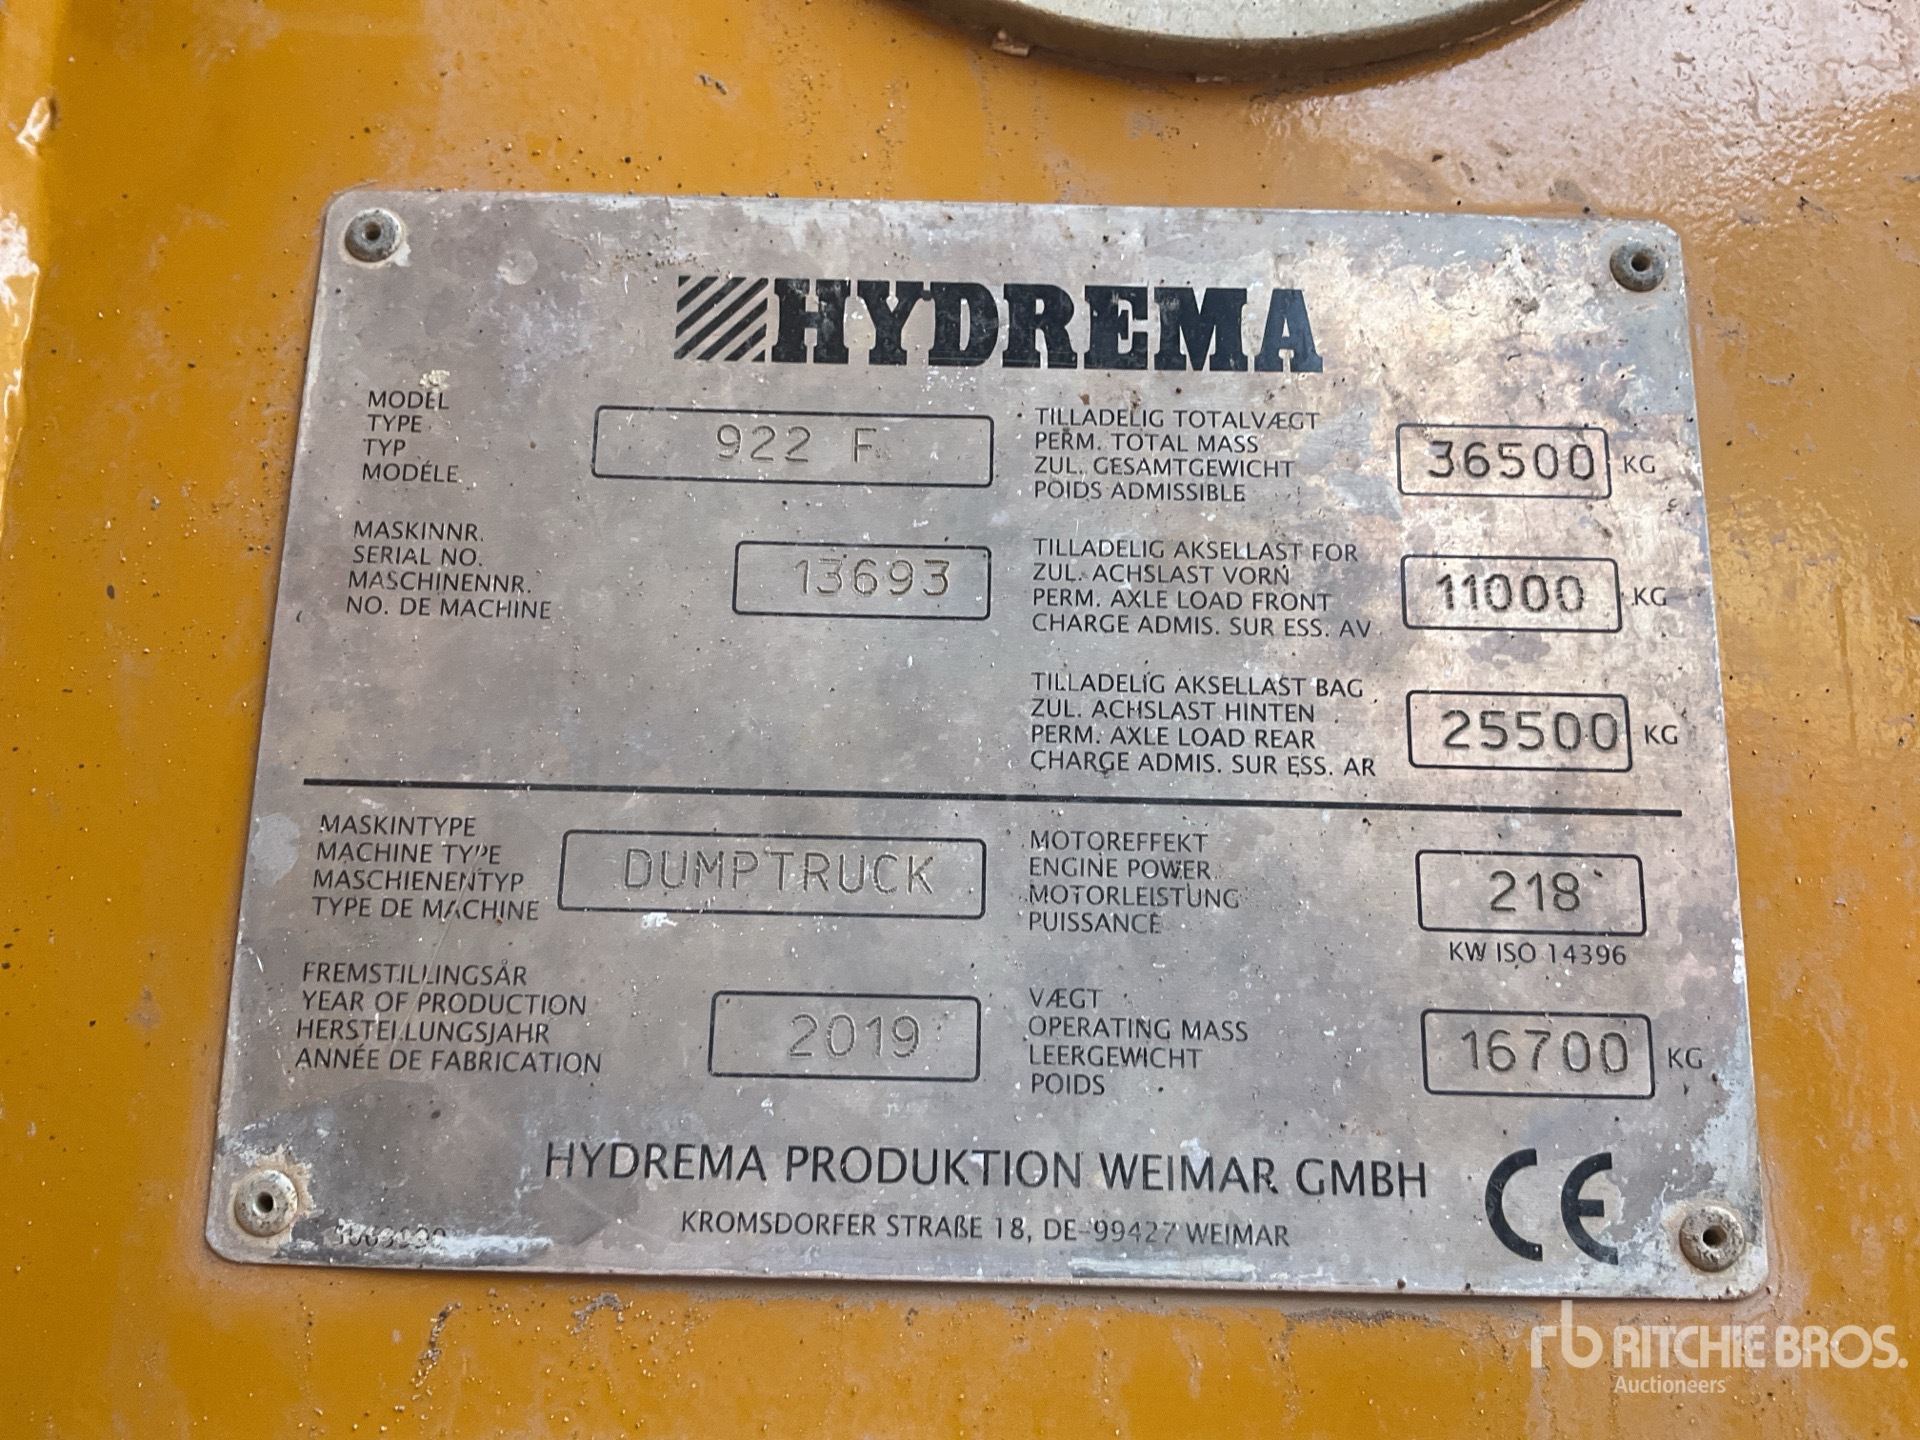 HYDREMA
MODEL
TYPE
TYP
MODÉLE
922 F
TILLADELIG TOTALVÆGT
PERM. TOTAL MASS
ZUL. GESAMTGEWICHT
POIDS ADMISSIBLE
36500 KG
MASKINNR.
SERIAL NO.
MASCHINENNR.
NO. DE MACHINE
13693
TILLADELIG AKSELLAST FOR
ZUL. ACHSLAST VORN
PERM. AXLE LOAD FRONT
CHARGE ADMIS. SUR ESS. AV
11000 KG
TILLADELIG AKSELLAST BAG
ZUL. ACHSLAST HINTEN
PERM. AXLE LOAD REAR
CHARGE ADMIS. SUR ESS. AR
25500 KG
MASKINTYPE
MACHINE TYPE
MASCHIENENTYP
TYPE DE MACHINE
DUMPTRUCK
MOTOREFFEKT
ENGINE POWER
MOTORLEISTUNG
PUISSANCE
218
KW ISO 14396
FREMSTILLINGSÅR
YEAR OF PRODUCTION
HERSTELLUNGSJAHR
ANNÉE DE FABRICATION
2019
VÆGT
OPERATING MASS
LEERGEWICHT
POIDS
16700 KG
HYDREMA PRODUKTION WEIMAR GMBH
KROMSDORFER STRAßE 18, DE-99427 WEIMAR
CE
rb RITCHIE BROS.
Auctioneers